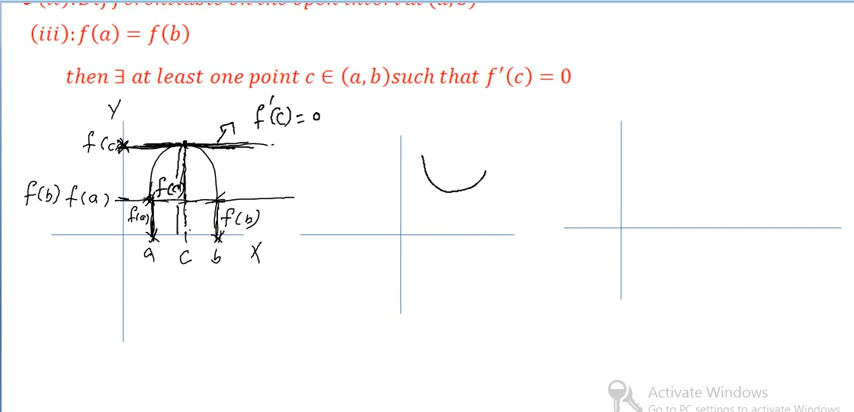 (iii): f(a) = f(b)
then ∃ at least one point c ∈ (a, b)such that f'(c) = 0
Y
f'(c) = 0
f(c)
f(b) f(a)
f(c)
f(a)
f(b)
a c b X
Activate Windows
Go to PC settings to activate Windows